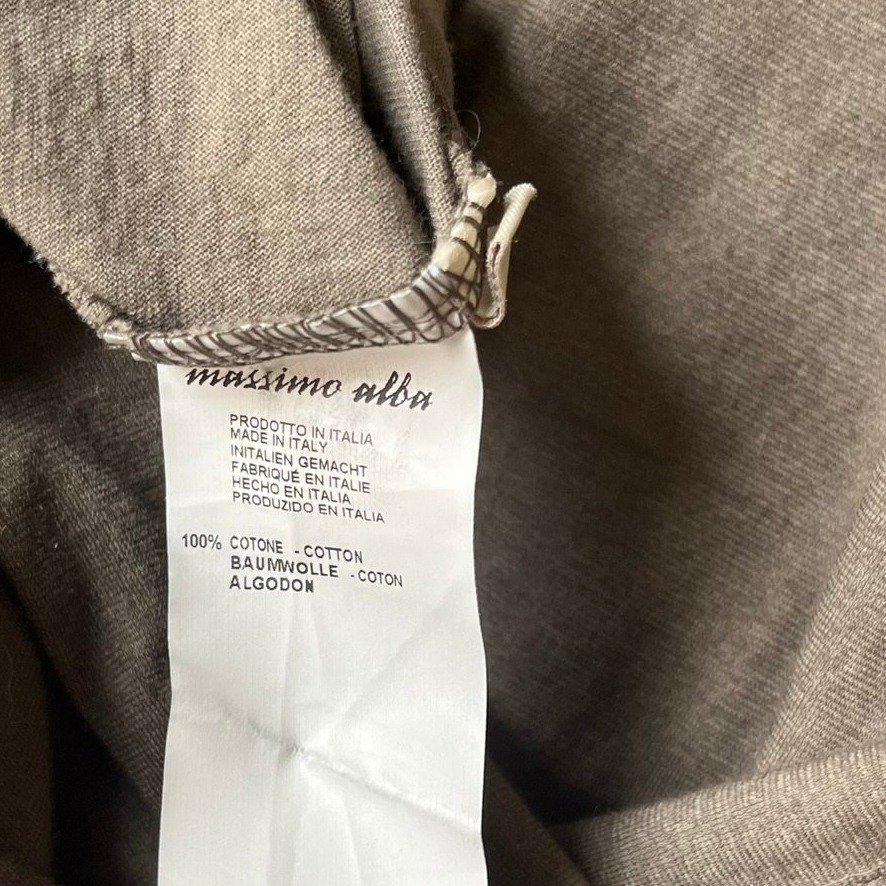 massimo alba
PRODOTTO IN ITALIA
MADE IN ITALY
INITALIEN GEMACHT
FABRIQUÉ EN ITALIE
HECHO EN ITALIA
PRODUZIDO EN ITALIA
100% COTONE - COTTON
BAUMWOLLE - COTON
ALGODON